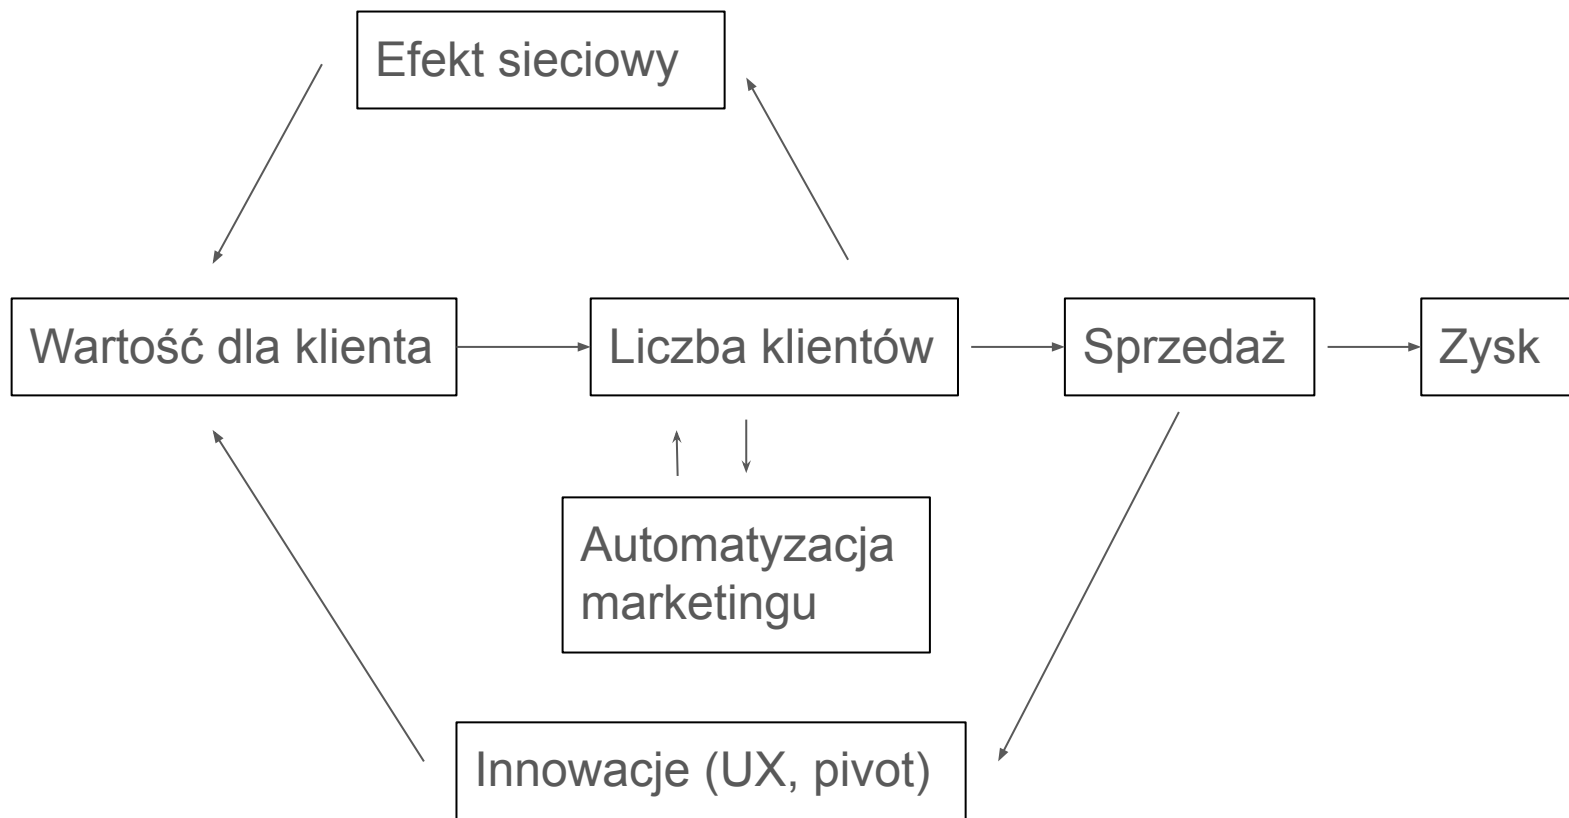 Efekt sieciowy
Wartość dla klienta
Liczba klientów
Sprzedaż
Zysk
Automatyzacja
marketingu
Innowacje (UX, pivot)